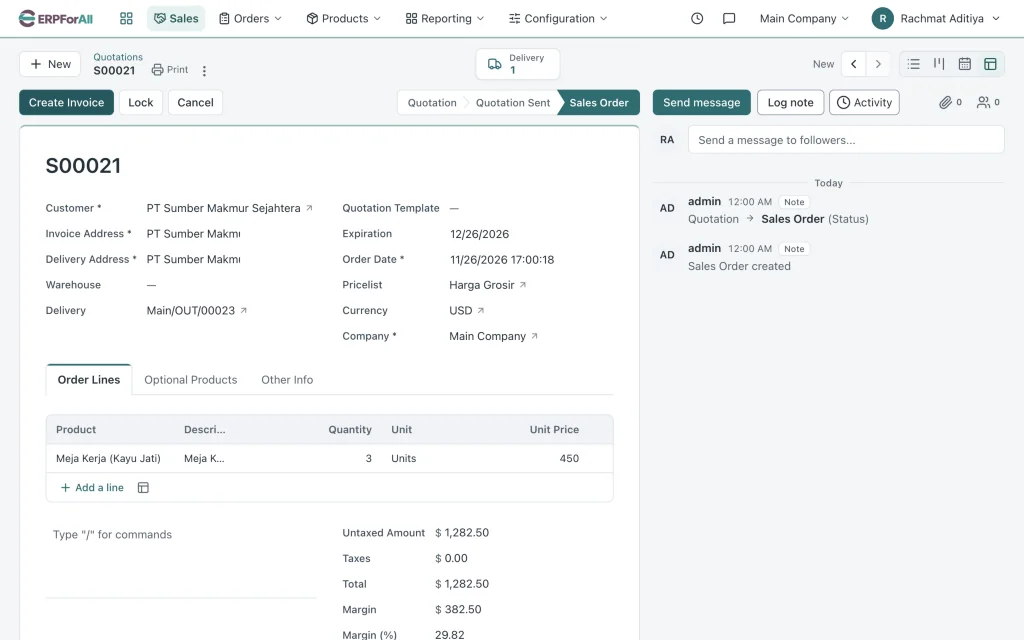 ERPForAll
Sales
Orders
Products
Reporting
Configuration
Main Company
R
Rachmat Aditiya
New
Quotations
S00021
Print
Delivery
1
New
Create Invoice
Lock
Cancel
Quotation
Quotation Sent
Sales Order
Send message
Log note
Activity
0
0
S00021
Customer * PT Sumber Makmur Sejahtera
Invoice Address * PT Sumber Makmu
Delivery Address * PT Sumber Makmu
Warehouse —
Delivery Main/OUT/00023
Quotation Template —
Expiration 12/26/2026
Order Date * 11/26/2026 17:00:18
Pricelist Harga Grosir
Currency USD
Company * Main Company
Order Lines
Optional Products
Other Info
Product Descri... Quantity Unit Unit Price
Meja Kerja (Kayu Jati) Meja K... 3 Units 450
Add a line
Type "/" for commands
Untaxed Amount $ 1,282.50
Taxes $ 0.00
Total $ 1,282.50
Margin $ 382.50
Margin (%) 29.82
RA
Send a message to followers...
Today
AD
admin 12:00 AM Note
Quotation → Sales Order (Status)
AD
admin 12:00 AM Note
Sales Order created